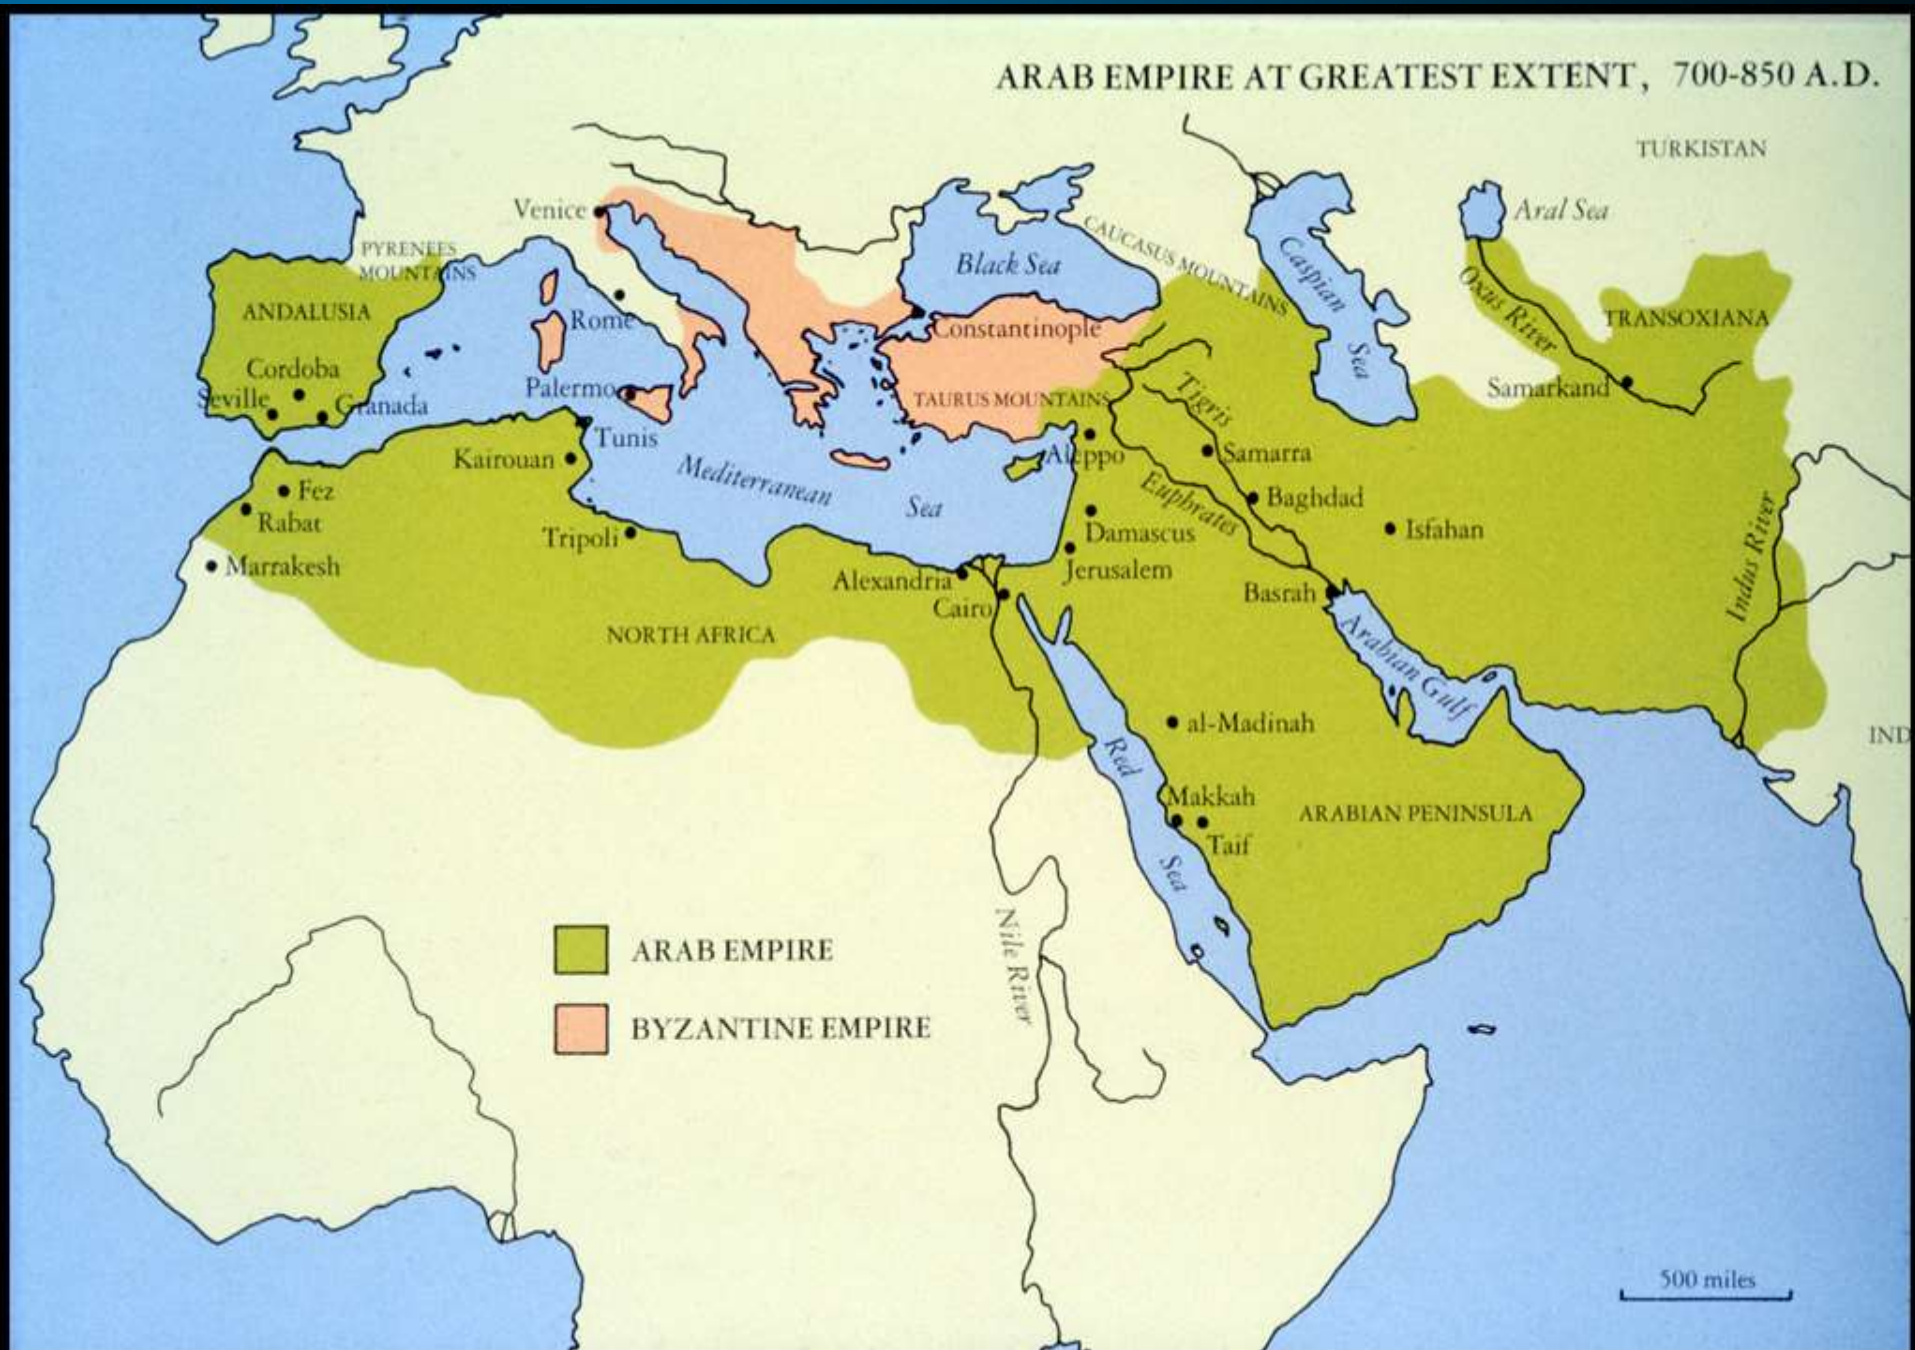 ARAB EMPIRE AT GREATEST EXTENT, 700-850 A.D.
TURKISTAN
Venice
Aral Sea
PYRENEES
MOUNTAINS
CAUCASUS MOUNTAINS
Black Sea
Caspian
Sea
Oxus River
ANDALUSIA
Rome
Constantinople
TRANSOXIANA
Cordoba
Seville
Granada
Palermo
TAURUS MOUNTAINS
Tigris
Samarkand
Tunis
Kairouan
Mediterranean
Sea
Aleppo
Samarra
Fez
Rabat
Euphrates
Baghdad
Tripoli
Damascus
Isfahan
Indus River
Marrakesh
Alexandria
Jerusalem
Cairo
Basrah
NORTH AFRICA
Arabian Gulf
al-Madinah
IND
Red
Sea
Makkah
Taif
ARABIAN PENINSULA
Nile River
ARAB EMPIRE
BYZANTINE EMPIRE
500 miles